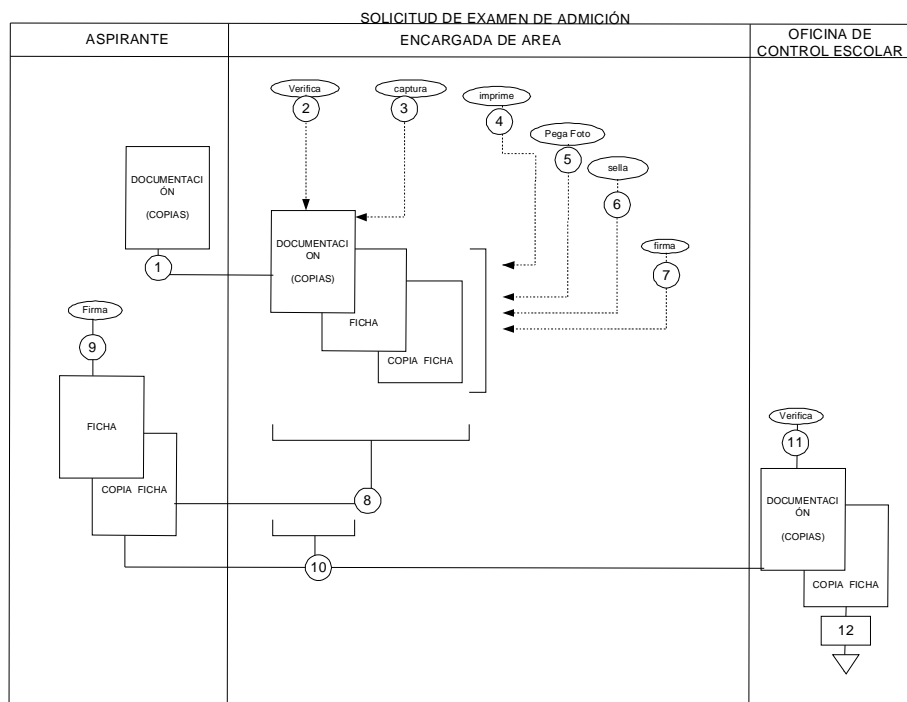 SOLICITUD DE EXAMEN DE ADMICIÓN
ASPIRANTE
ENCARGADA DE AREA
OFICINA DE
CONTROL ESCOLAR
Verifica
2
captura
3
imprime
4
Pega Foto
5
sella
6
firma
7
DOCUMENTACI
ÓN
(COPIAS)
1
DOCUMENTACI
ON
(COPIAS)
FICHA
COPIA FICHA
Firma
9
FICHA
COPIA FICHA
8
10
Verifica
11
DOCUMENTACI
ÓN
(COPIAS)
COPIA FICHA
12